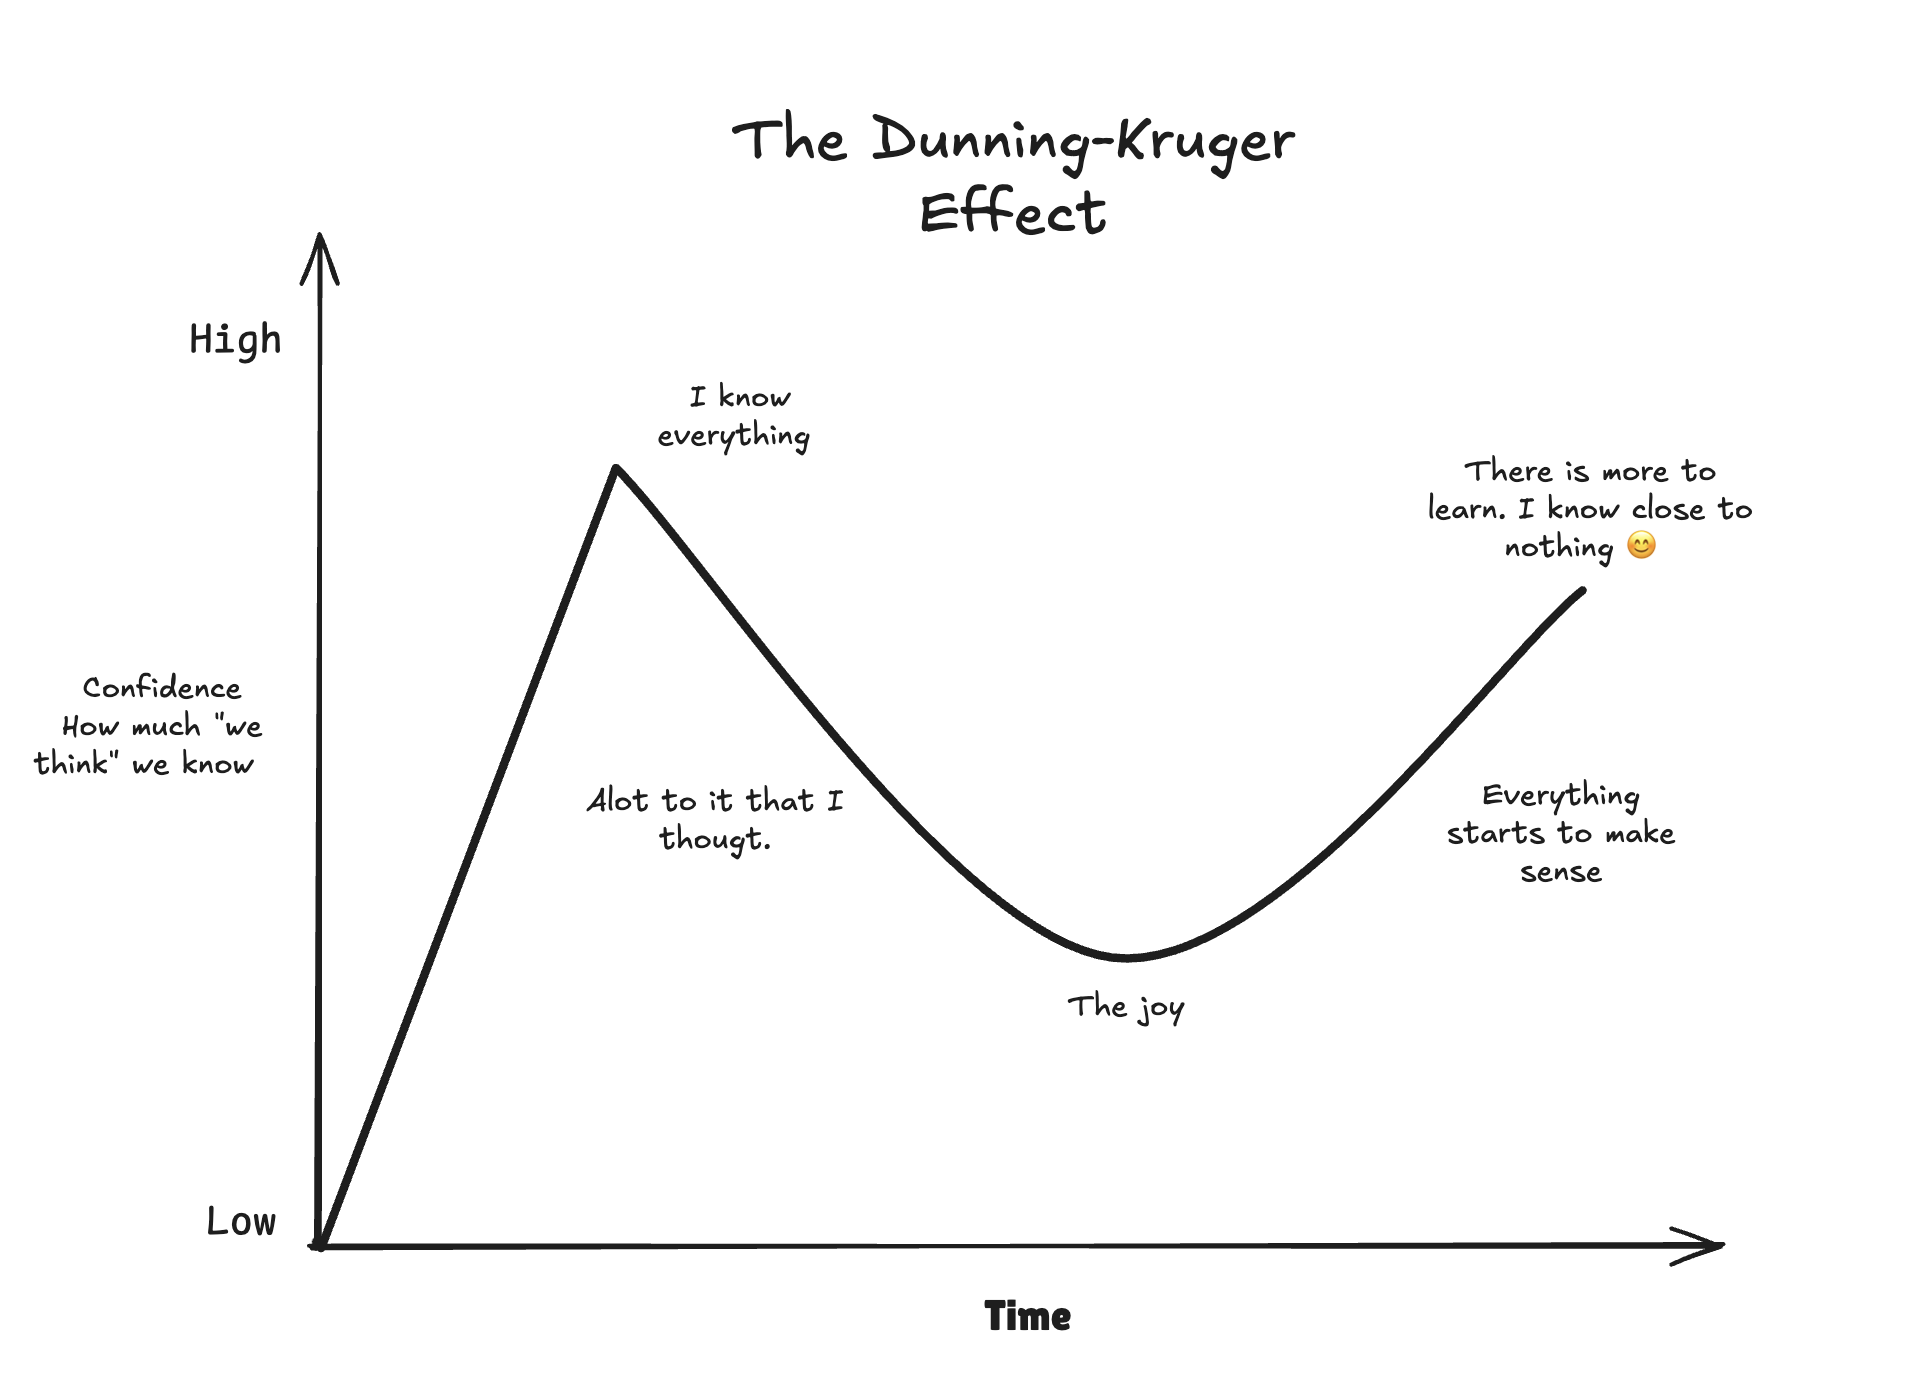 The Dunning-Kruger
Effect
High
I know
everything
There is more to
learn. I know close to
nothing 😊
Confidence
How much "we
think" we know
Alot to it that I
thougt.
Everything
starts to make
sense
The joy
Low
Time